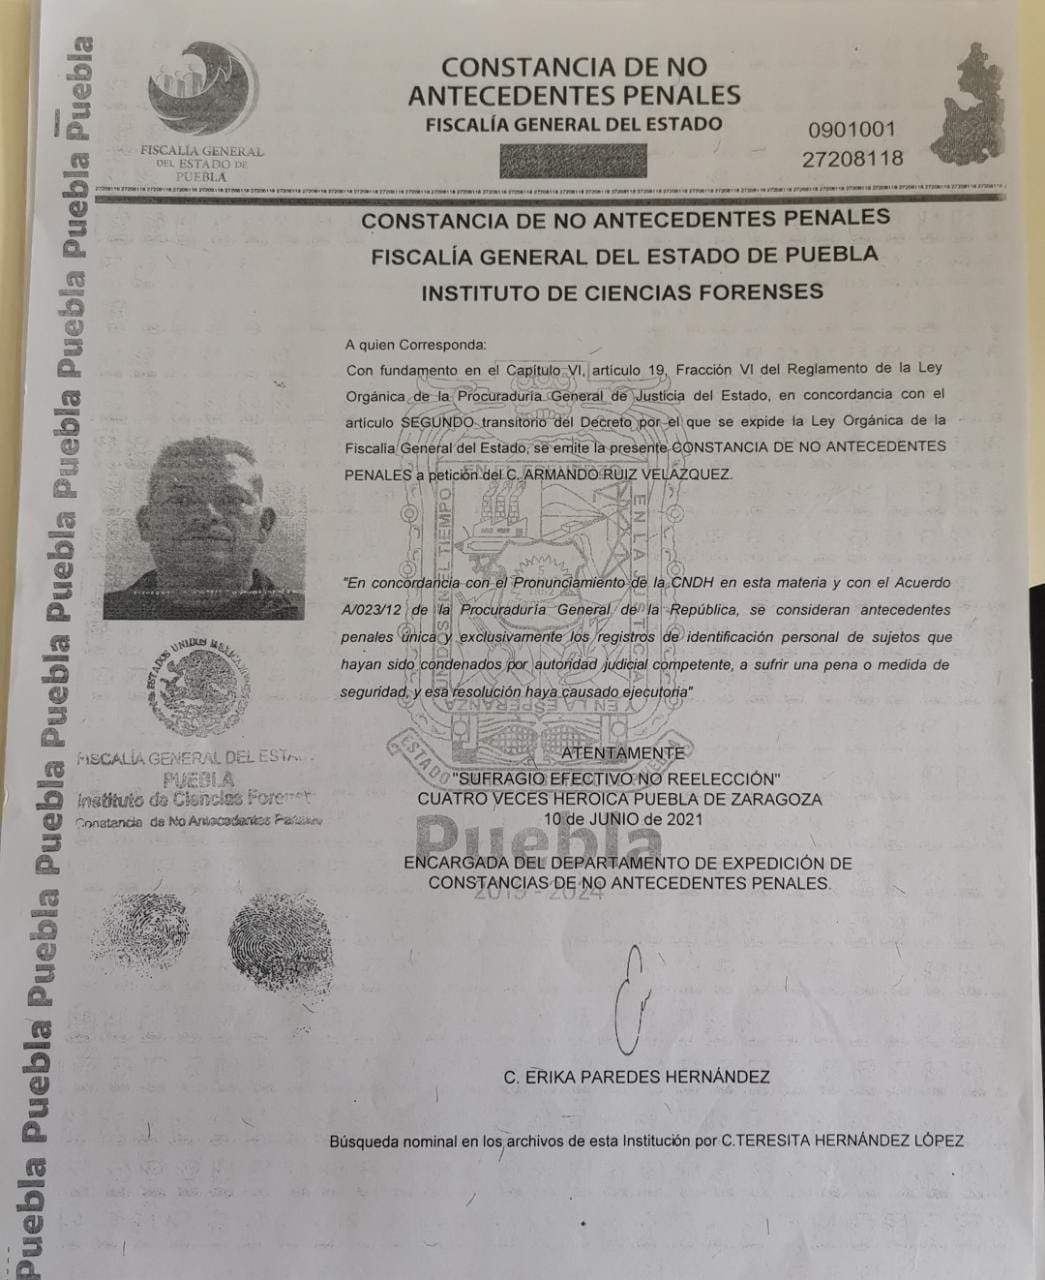 CONSTANCIA DE NO
ANTECEDENTES PENALES
FISCALÍA GENERAL DEL ESTADO
FISCALÍA GENERAL
DEL ESTADO DE
PUEBLA
0901001
27208118
CONSTANCIA DE NO ANTECEDENTES PENALES
FISCALÍA GENERAL DEL ESTADO DE PUEBLA
INSTITUTO DE CIENCIAS FORENSES
A quien Corresponda:
Con fundamento en el Capítulo VI, artículo 19, Fracción VI del Reglamento de la Ley
Orgánica de la Procuraduría General de Justicia del Estado, en concordancia con el
artículo SEGUNDO transitorio del Decreto por el que se expide la Ley Orgánica de la
Fiscalía General del Estado, se emite la presente CONSTANCIA DE NO ANTECEDENTES
PENALES a petición del C. ARMANDO RUIZ VELÁZQUEZ.
"En concordancia con el Pronunciamiento de la CNDH en esta materia y con el Acuerdo
A/023/12 de la Procuraduría General de la República, se consideran antecedentes
penales única y exclusivamente los registros de identificación personal de sujetos que
hayan sido condenados por autoridad judicial competente, a sufrir una pena o medida de
seguridad, y esa resolución haya causado ejecutoria"
ESTADOS UNIDOS
FISCALÍA GENERAL DEL
PUEBLA
Instituto de Ciencias
Constancia de No Antecedentes
ATENTAMENTE
"SUFRAGIO EFECTIVO NO REELECCIÓN"
CUATRO VECES HEROICA PUEBLA DE ZARAGOZA
10 de JUNIO de 2021
Puebla
ENCARGADA DEL DEPARTAMENTO DE EXPEDICIÓN DE
CONSTANCIAS DE NO ANTECEDENTES PENALES.
2019 - 2024
C. ERIKA PAREDES HERNÁNDEZ
Búsqueda nominal en los archivos de esta Institución por C.TERESITA HERNÁNDEZ LÓPEZ
Puebla Puebla Puebla Puebla Puebla Puebla Puebla Puebla Puebla Puebla Puebla Puebla Puebla